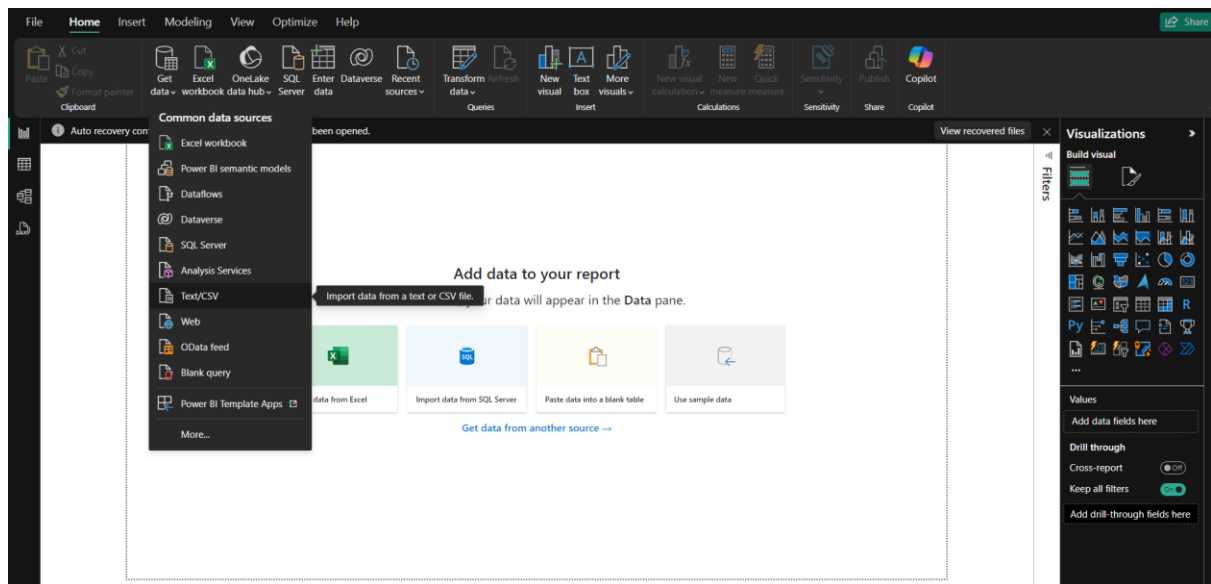 File Home Insert Modeling View Optimize Help
Share
Paste
Cut
Copy
Format painter
Clipboard
Get data
Excel workbook
OneLake data hub
SQL Server
Enter data
Dataverse
Recent sources
Transform data
Refresh
Queries
New visual
Text box
More visuals
Insert
New visual calculation
New measure
Quick measure
Calculations
Sensitivity
Sensitivity
Publish
Share
Copilot
Copilot
Auto recovery con
been opened.
View recovered files
Common data sources
Excel workbook
Power BI semantic models
Dataflows
Dataverse
SQL Server
Analysis Services
Text/CSV
Import data from a text or CSV file.
Web
OData feed
Blank query
Power BI Template Apps
More...
Add data to your report
ur data will appear in the Data pane.
SQL
data from Excel
Import data from SQL Server
Paste data into a blank table
Use sample data
Get data from another source →
Filters
Visualizations
Build visual
R
Py
...
Values
Add data fields here
Drill through
Cross-report
Off
Keep all filters
On
Add drill-through fields here